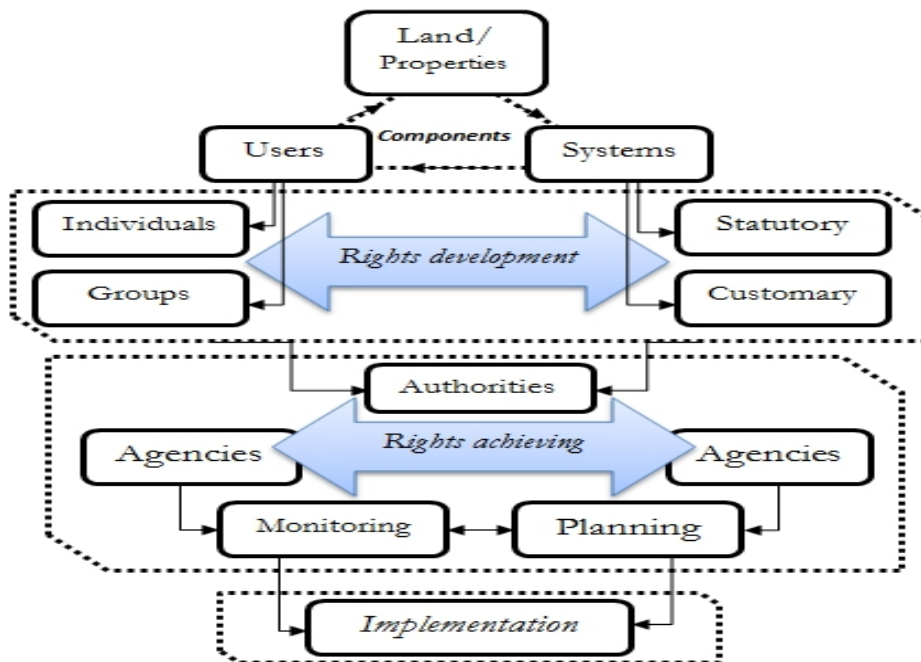 Land/
Properties
Components
Users
Systems
Individuals
Statutory
Rights development
Groups
Customary
Authorities
Rights achieving
Agencies
Agencies
Monitoring
Planning
Implementation